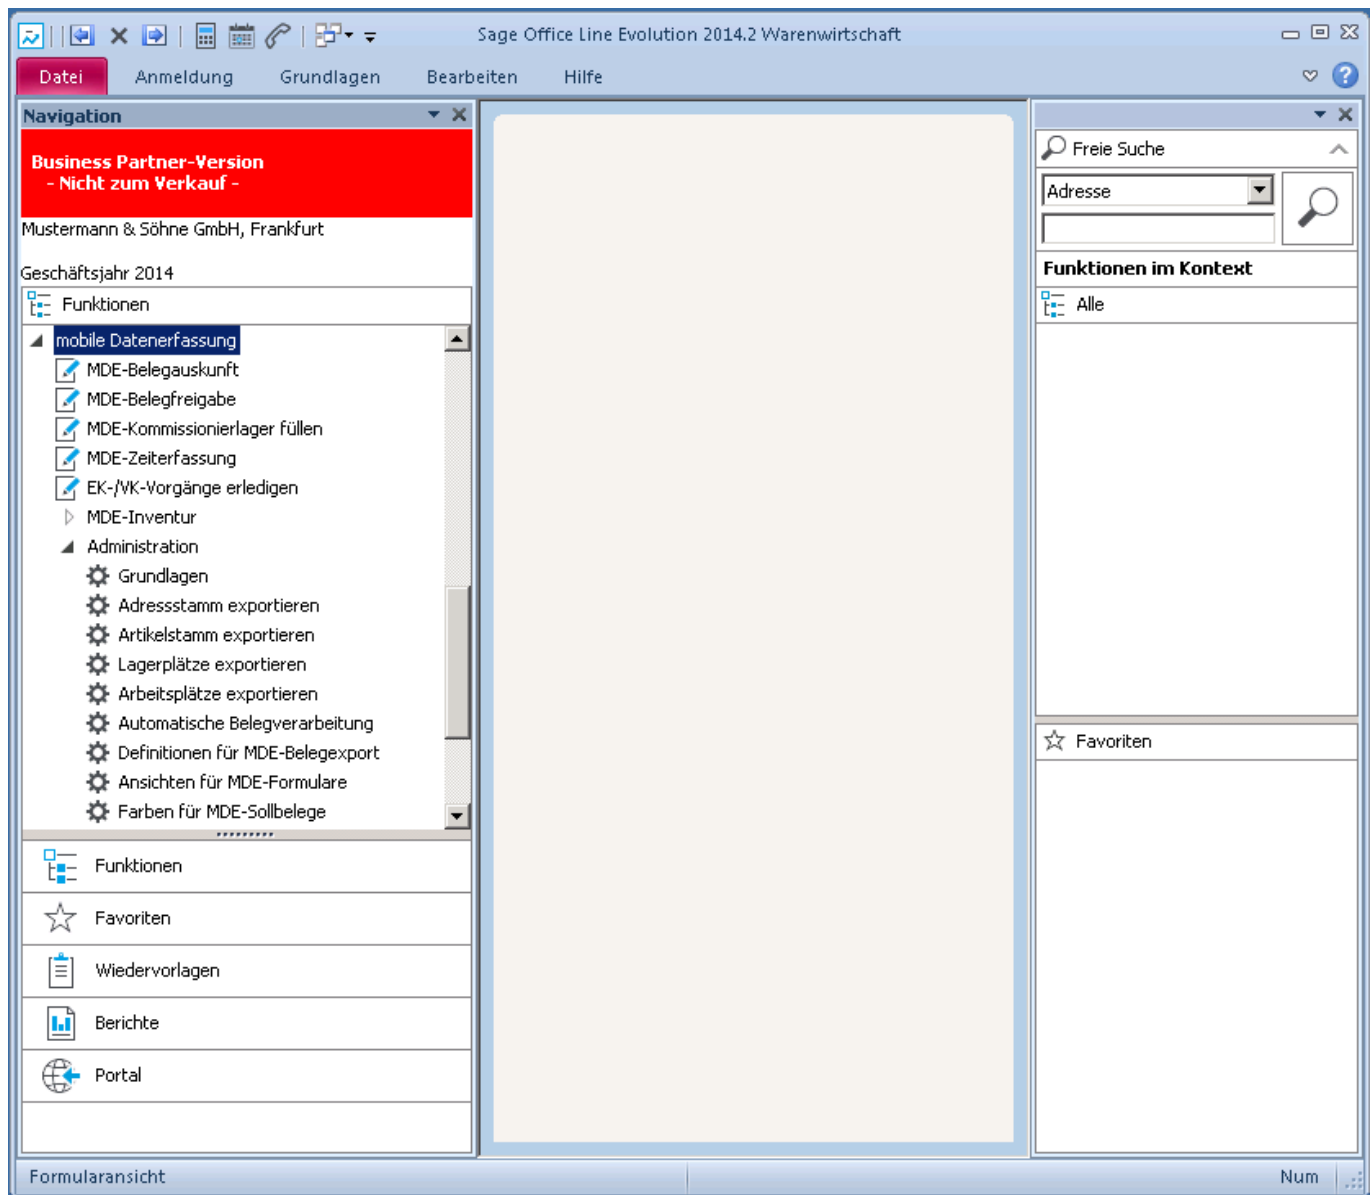 Sage Office Line Evolution 2014.2 Warenwirtschaft
Datei Anmeldung Grundlagen Bearbeiten Hilfe
Navigation
Business Partner-Version
- Nicht zum Verkauf -
Mustermann & Söhne GmbH, Frankfurt
Geschäftsjahr 2014
Funktionen
mobile Datenerfassung
MDE-Belegauskunft
MDE-Belegfreigabe
MDE-Kommissionierlager füllen
MDE-Zeiterfassung
EK-/VK-Vorgänge erledigen
MDE-Inventur
Administration
Grundlagen
Adressstamm exportieren
Artikelstamm exportieren
Lagerplätze exportieren
Arbeitsplätze exportieren
Automatische Belegverarbeitung
Definitionen für MDE-Belegexport
Ansichten für MDE-Formulare
Farben für MDE-Sollbelege
Funktionen
Favoriten
Wiedervorlagen
Berichte
Portal
Freie Suche
Adresse
Funktionen im Kontext
Alle
Favoriten
Formularansicht
Num